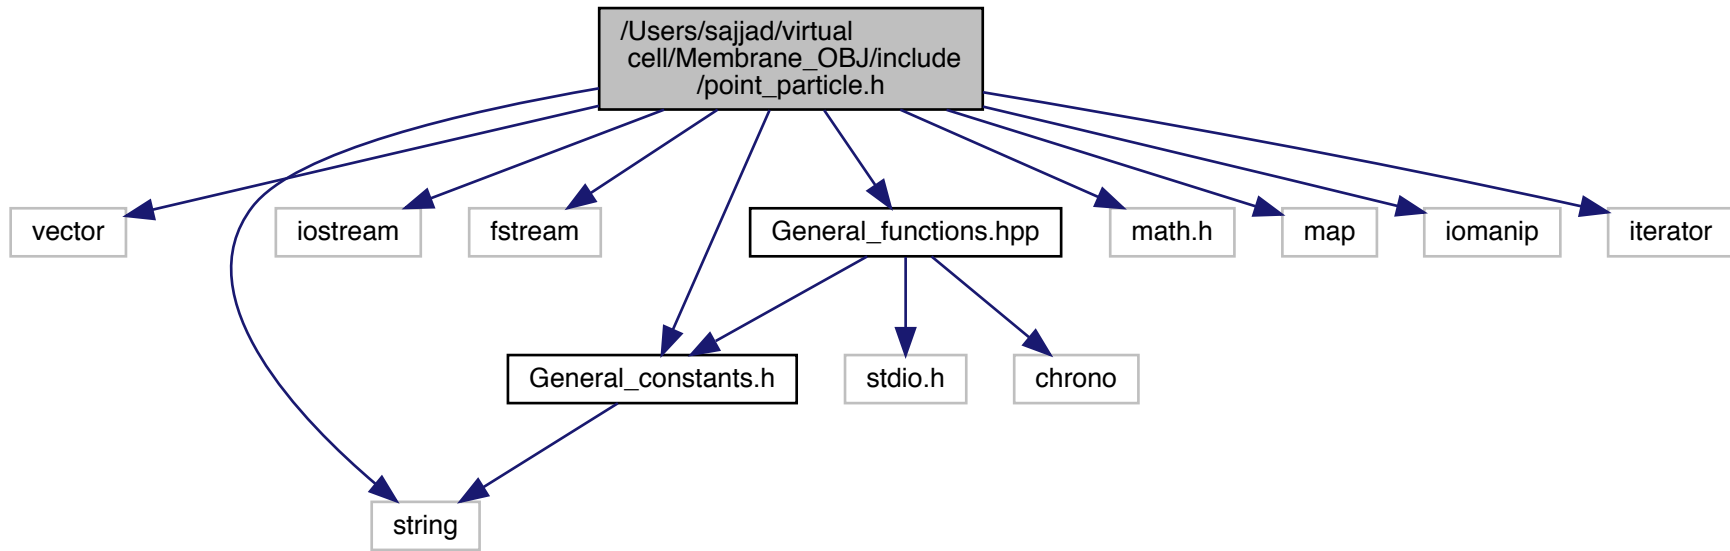 /Users/sajjad/virtual
cell/Membrane_OBJ/include
/point_particle.h
vector
iostream
fstream
General_functions.hpp
math.h
map
iomanip
iterator
General_constants.h
stdio.h
chrono
string